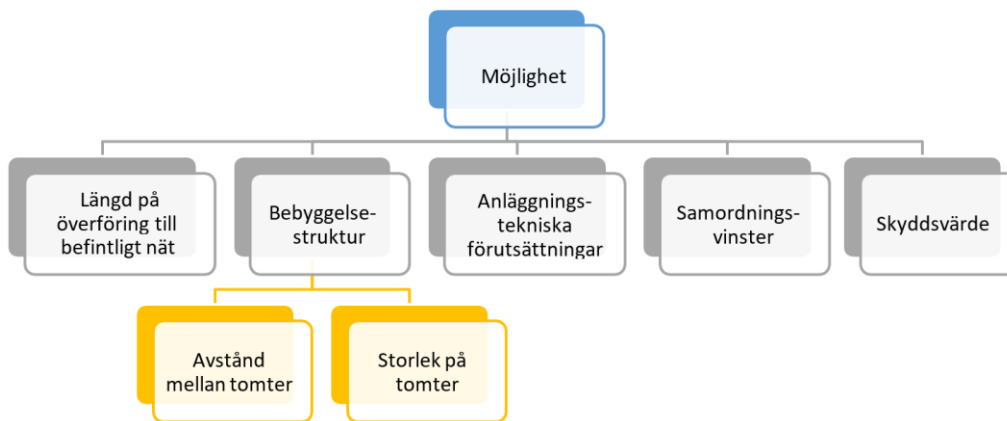 Möjlighet
Längd på
överföring till
befintligt nät
Bebyggelse-
struktur
Anläggnings-
tekniska
förutsättningar
Samordnings-
vinster
Skyddsvärde
Avstånd
mellan tomter
Storlek på
tomter